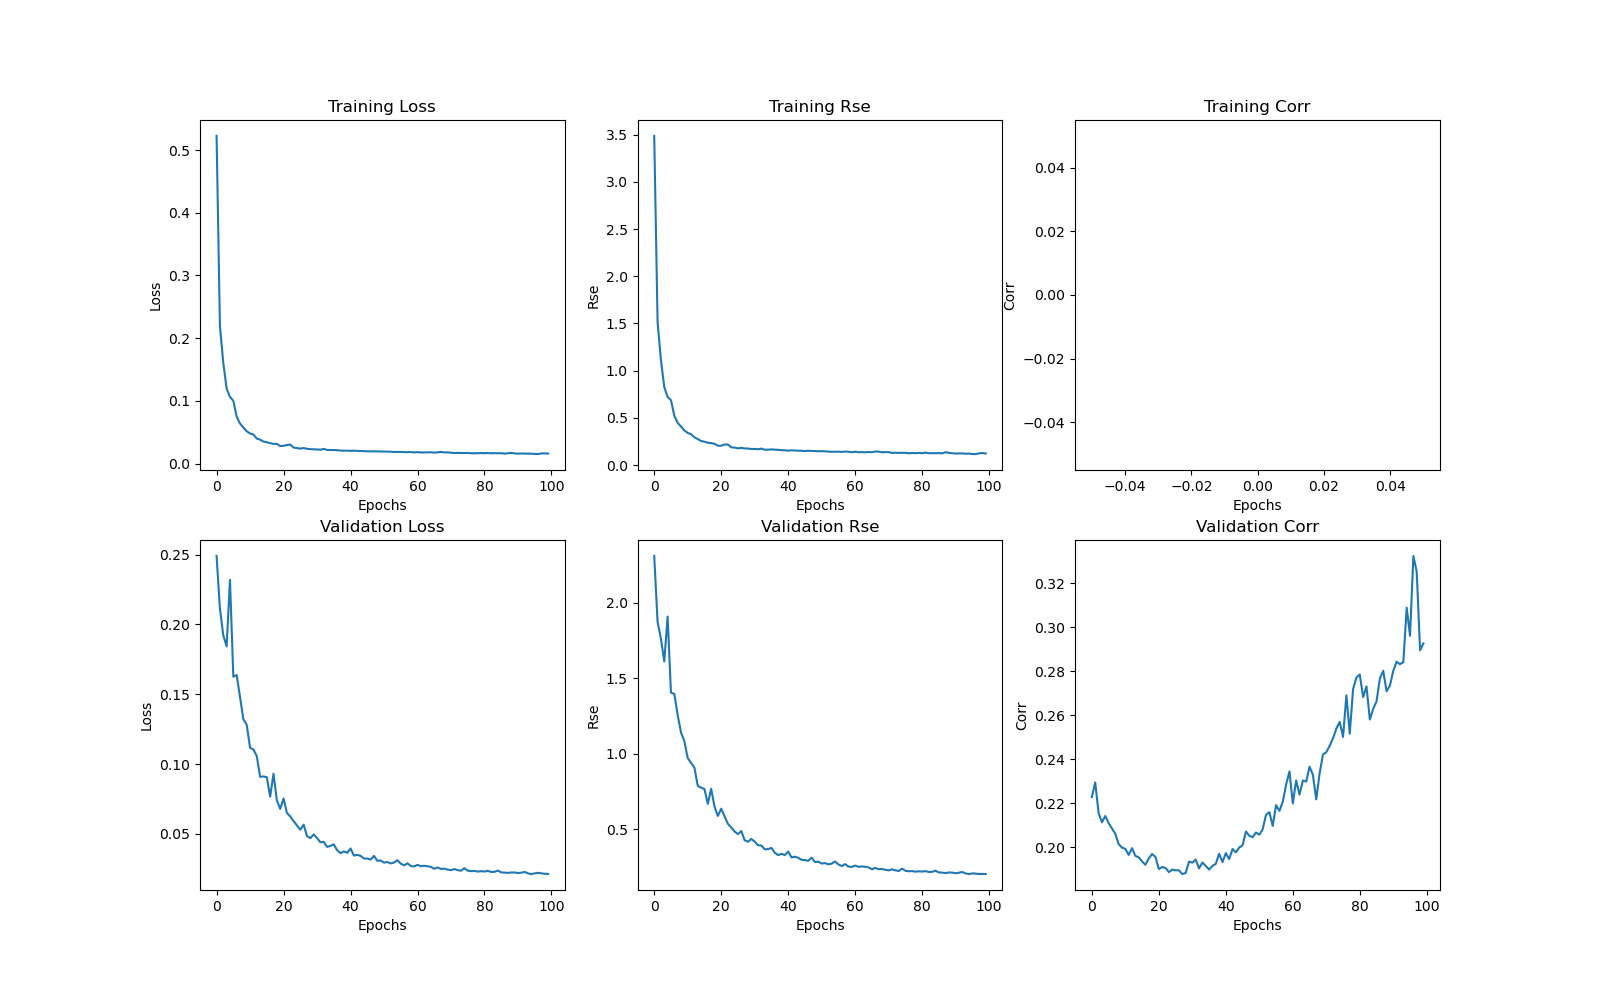 Training Loss
0.5
0.4
0.3
0.2
0.1
0.0
Loss
0 20 40 60 80 100
Epochs
Training Rse
3.5
3.0
2.5
2.0
1.5
1.0
0.5
0.0
Rse
0 20 40 60 80 100
Epochs
Training Corr
0.04
0.02
0.00
−0.02
−0.04
Corr
−0.04 −0.02 0.00 0.02 0.04
Epochs
Validation Loss
0.25
0.20
0.15
0.10
0.05
Loss
0 20 40 60 80 100
Epochs
Validation Rse
2.0
1.5
1.0
0.5
Rse
0 20 40 60 80 100
Epochs
Validation Corr
0.32
0.30
0.28
0.26
0.24
0.22
0.20
Corr
0 20 40 60 80 100
Epochs